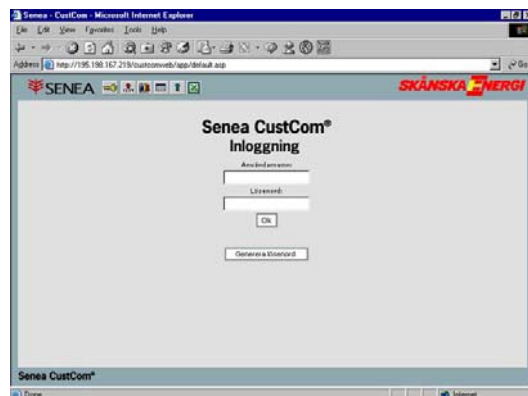 Senea - CustCom - Microsoft Internet Explorer
File Edit View Favorites Tools Help
Address http://195.198.167.219/custcomweb/app/default.asp Go
SENEA SKÅNSKA ENERGI
Senea CustCom®
Inloggning
Användarnamn:
Lösenord:
Ok
Generera lösenord
Senea CustCom®
Done Internet